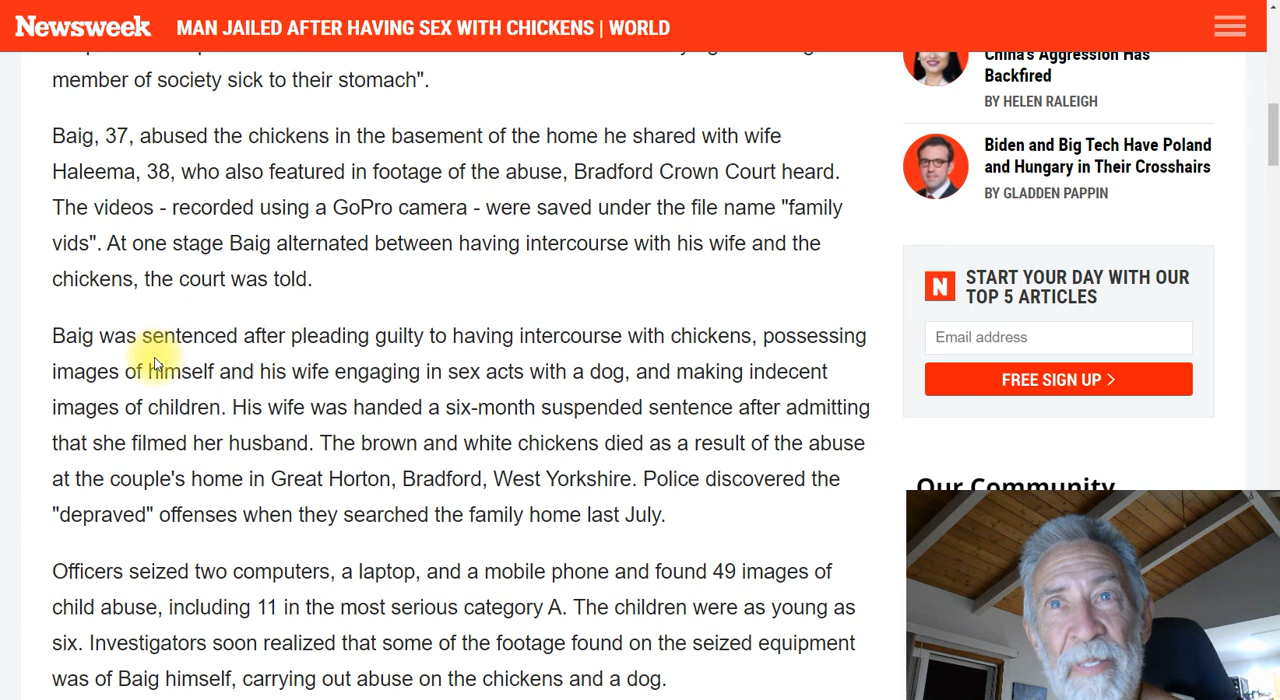 Newsweek MAN JAILED AFTER HAVING SEX WITH CHICKENS | WORLD
member of society sick to their stomach".
Baig, 37, abused the chickens in the basement of the home he shared with wife
Haleema, 38, who also featured in footage of the abuse, Bradford Crown Court heard.
The videos - recorded using a GoPro camera - were saved under the file name "family
vids". At one stage Baig alternated between having intercourse with his wife and the
chickens, the court was told.
Baig was sentenced after pleading guilty to having intercourse with chickens, possessing
images of himself and his wife engaging in sex acts with a dog, and making indecent
images of children. His wife was handed a six-month suspended sentence after admitting
that she filmed her husband. The brown and white chickens died as a result of the abuse
at the couple's home in Great Horton, Bradford, West Yorkshire. Police discovered the
"depraved" offenses when they searched the family home last July.
Officers seized two computers, a laptop, and a mobile phone and found 49 images of
child abuse, including 11 in the most serious category A. The children were as young as
six. Investigators soon realized that some of the footage found on the seized equipment
was of Baig himself, carrying out abuse on the chickens and a dog.
China's Aggression Has
Backfired
BY HELEN RALEIGH
Biden and Big Tech Have Poland
and Hungary in Their Crosshairs
BY GLADDEN PAPPIN
N START YOUR DAY WITH OUR
TOP 5 ARTICLES
Email address
FREE SIGN UP >
Our Community